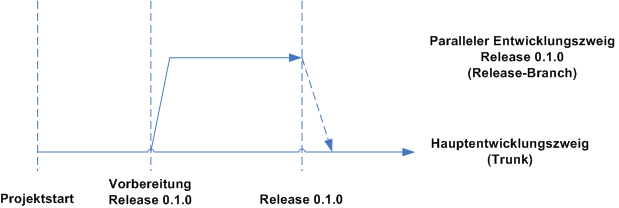 Paralleler Entwicklungszweig
Release 0.1.0
(Release-Branch)
Hauptentwicklungszweig
(Trunk)
Projektstart
Vorbereitung
Release 0.1.0
Release 0.1.0